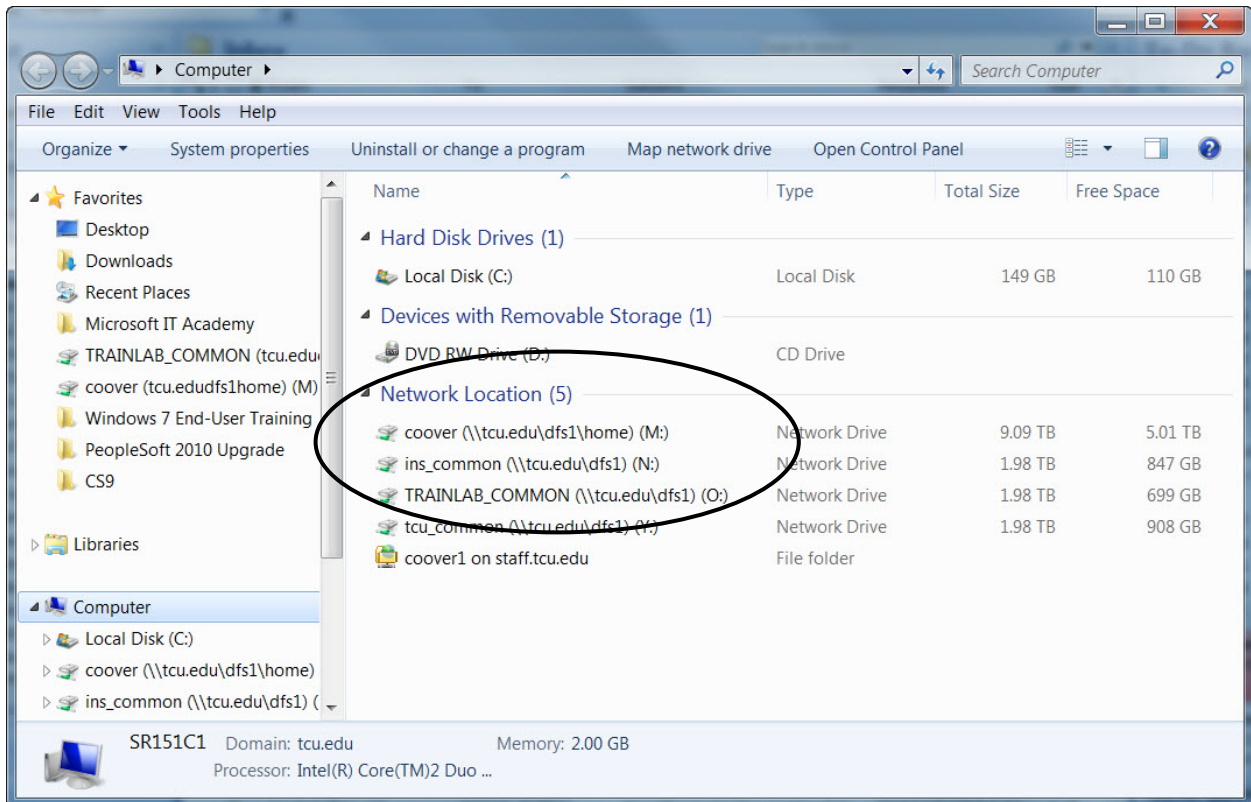 Computer
Search Computer
File Edit View Tools Help
Organize System properties Uninstall or change a program Map network drive Open Control Panel
Favorites
Desktop
Downloads
Recent Places
Microsoft IT Academy
TRAINLAB_COMMON (tcu.edu
coover (tcu.edudfs1home) (M)
Windows 7 End-User Training
PeopleSoft 2010 Upgrade
CS9
Libraries
Computer
Local Disk (C:)
coover (\\tcu.edu\dfs1\home)
ins_common (\\tcu.edu\dfs1) (
Name Type Total Size Free Space
Hard Disk Drives (1)
Local Disk (C:) Local Disk 149 GB 110 GB
Devices with Removable Storage (1)
DVD RW Drive (D:) CD Drive
Network Location (5)
coover (\\tcu.edu\dfs1\home) (M:) Network Drive 9.09 TB 5.01 TB
ins_common (\\tcu.edu\dfs1) (N:) Network Drive 1.98 TB 847 GB
TRAINLAB_COMMON (\\tcu.edu\dfs1) (O:) Network Drive 1.98 TB 699 GB
tcu_common (\\tcu.edu\dfs1) (Y:) Network Drive 1.98 TB 908 GB
coover1 on staff.tcu.edu File folder
SR151C1 Domain: tcu.edu Memory: 2.00 GB
Processor: Intel(R) Core(TM)2 Duo ...